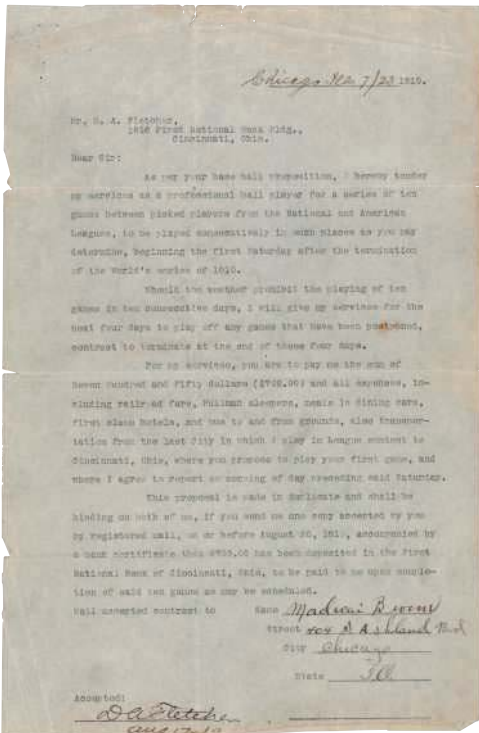 Chicago Ills 7/23 1910.
Mr. D. A. Fletcher,
First National Bank Bldg.,
Cincinnati, Ohio.
Dear Sir:
As per your base ball proposition, I hereby tender
my services as a professional ball player for a series of ten
games between picked players from the National and American
Leagues, to be played consecutively in such places as you may
determine, beginning the first Saturday after the termination
of the World's series of 1910.
Should the weather prohibit the playing of ten
games in ten consecutive days, I will give my services for the
next four days to play off any games that have been postponed,
contract to terminate at the end of these four days.
For my services, you are to pay me the sum of
Seven hundred and fifty dollars ($750.00) and all expenses, in-
cluding railroad fare, Pullman sleepers, meals in dining cars,
first class hotels, and bus to and from grounds, also transpor-
tation from the last City in which I play in League contest to
Cincinnati, Ohio, where you propose to play your first game, and
where I agree to report on morning of day preceding said Saturday.
This proposal is made in duplicate and shall be
binding on both of us, if you send me one copy accepted by you
by registered mail, on or before August 20, 1910, accompanied by
a bank certificate that $750.00 has been deposited in the First
National Bank of Cincinnati, Ohio, to be paid to me upon comple-
tion of said ten games as may be scheduled.
Mail accepted contract to Name
Street 404 S Ashland Blvd
City Chicago
State Ill
Accepted:
D A Fletcher
Aug 17-10